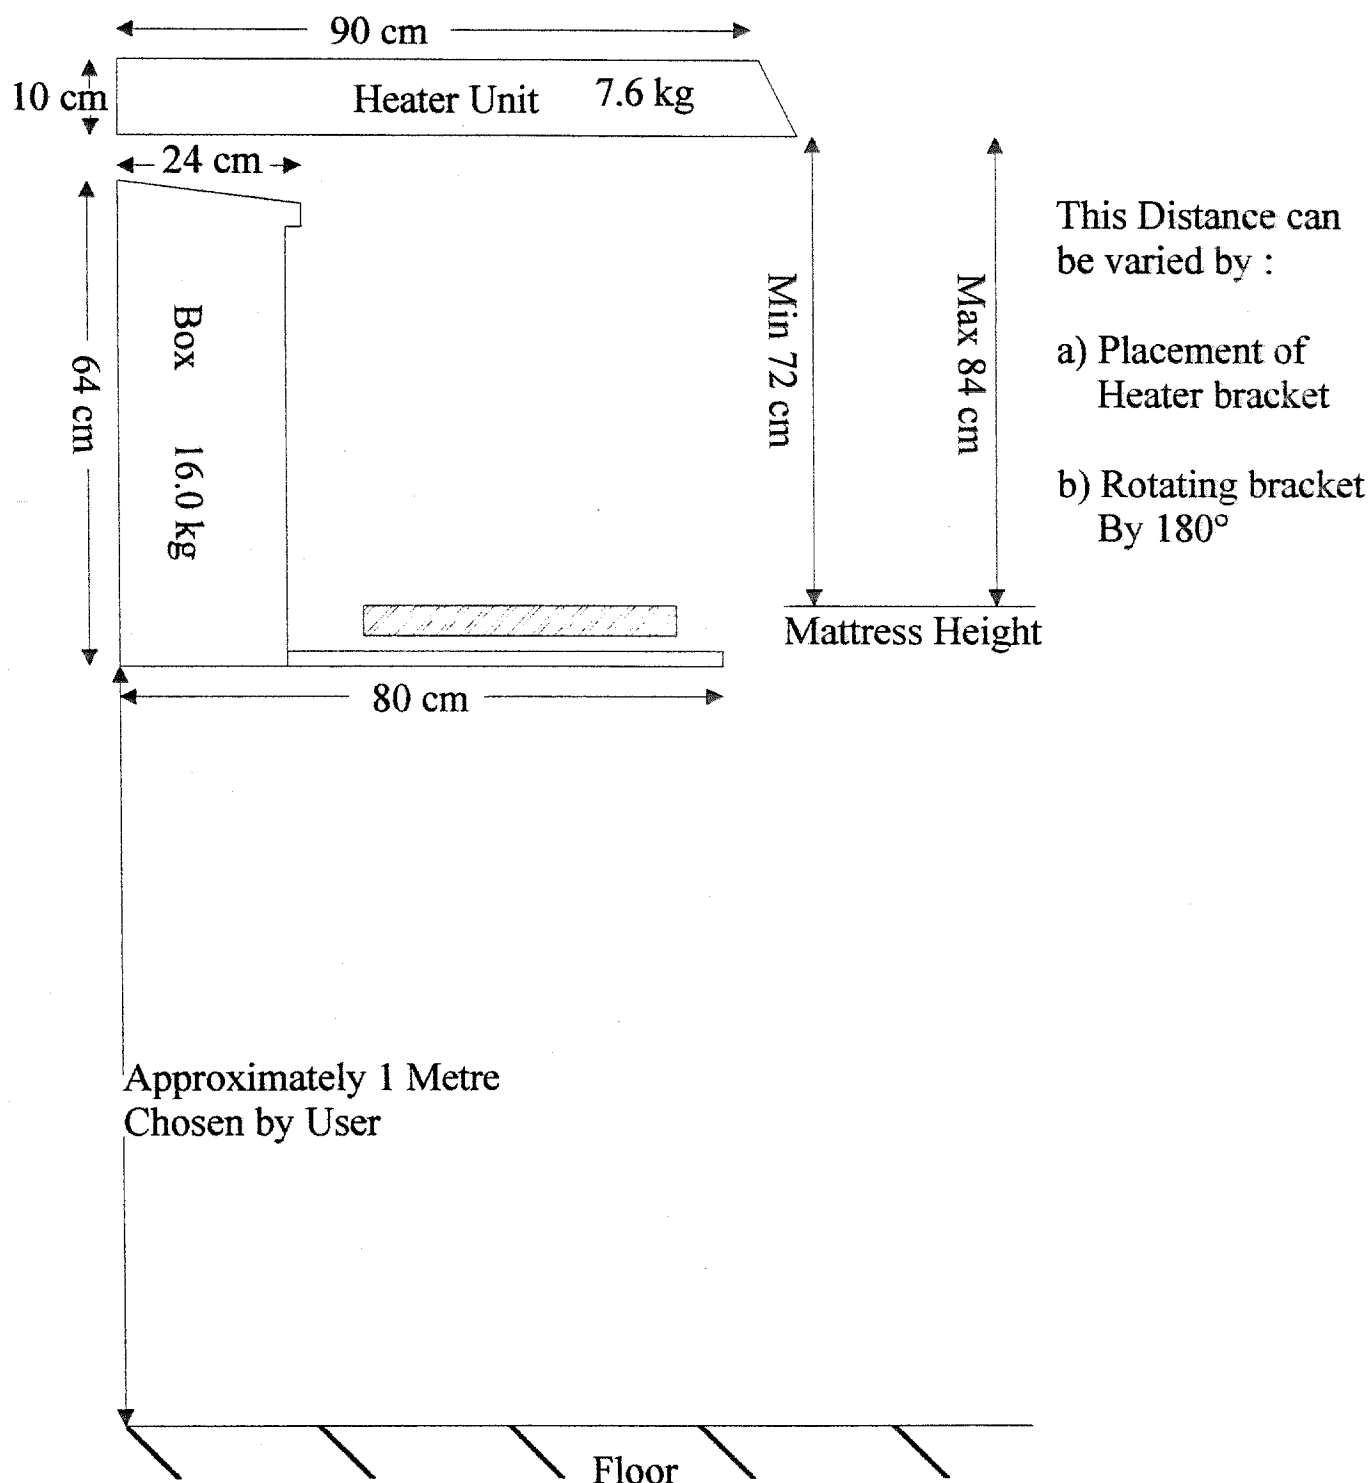 90 cm
10 cm
Heater Unit 7.6 kg
24 cm
This Distance can
be varied by :
a) Placement of
Heater bracket
b) Rotating bracket
By 180°
Min 72 cm
Max 84 cm
64 cm
Box 16.0 kg
Mattress Height
80 cm
Approximately 1 Metre
Chosen by User
Floor